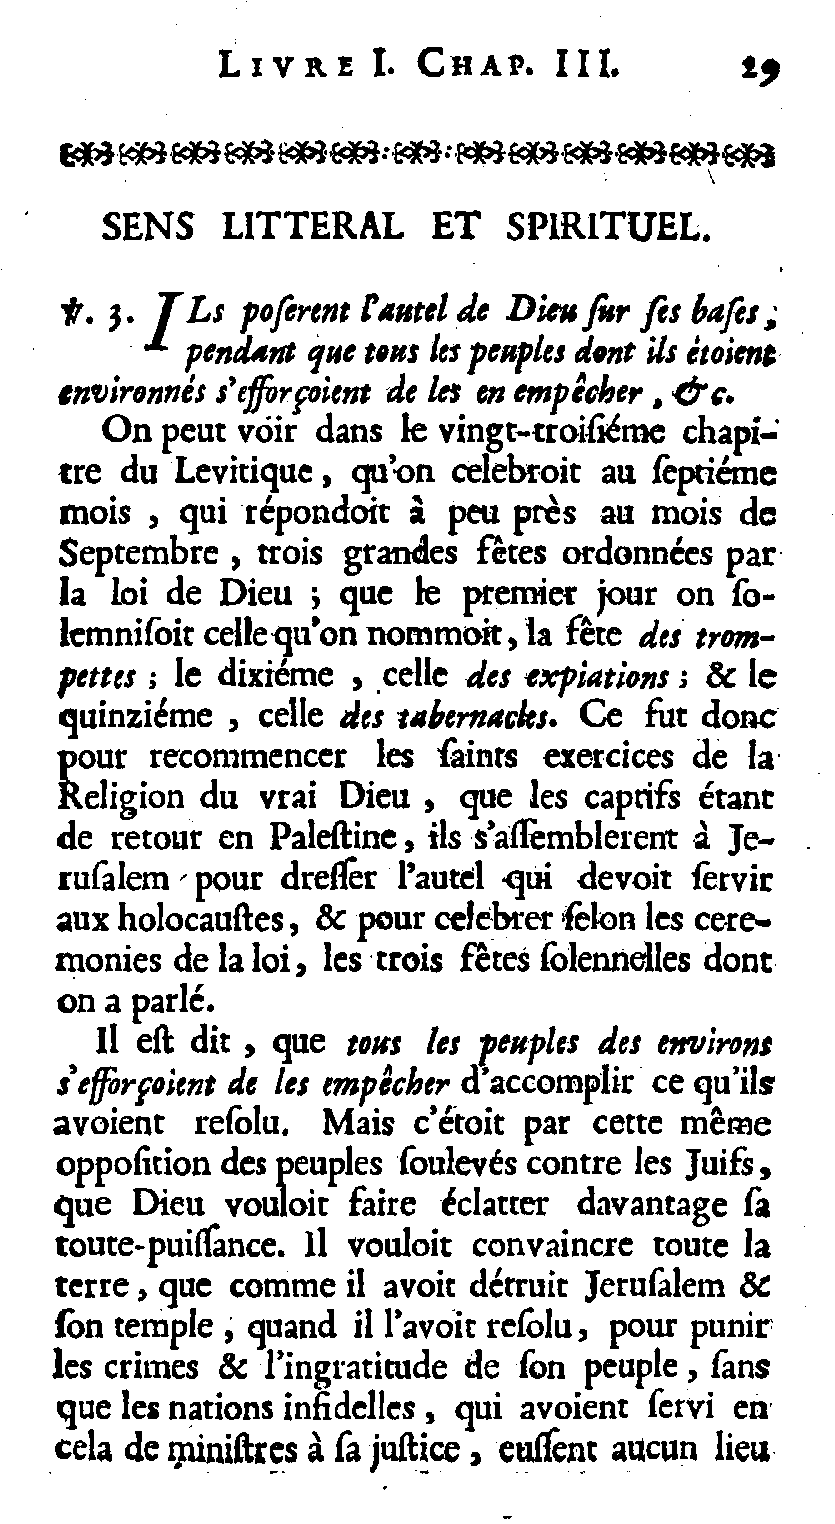 LIVRE I. CHAP. III. 29
SENS LITTERAL ET SPIRITUEL.
℣. 3. ILs poſerent l'autel de Dieu ſur ſes baſes,
pendant que tous les peuples dont ils étoient
environnés s'efforçoient de les en empêcher, &c.
On peut voir dans le vingt-troiſiéme chapi-
tre du Levitique, qu'on celebroit au ſeptiéme
mois, qui répondoit à peu près au mois de
Septembre, trois grandes fêtes ordonnées par
la loi de Dieu ; que le premier jour on ſo-
lemniſoit celle qu'on nommoit, la fête des trom-
pettes ; le dixiéme, celle des expiations ; & le
quinziéme, celle des tabernacles. Ce fut donc
pour recommencer les ſaints exercices de la
Religion du vrai Dieu, que les captifs étant
de retour en Paleſtine, ils s'aſſemblerent à Je-
ruſalem pour dreſſer l'autel qui devoit ſervir
aux holocauſtes, & pour celebrer ſelon les cere-
monies de la loi, les trois fêtes ſolennelles dont
on a parlé.
Il eſt dit, que tous les peuples des environs
s'efforçoient de les empêcher d'accomplir ce qu'ils
avoient reſolu. Mais c'étoit par cette même
oppoſition des peuples ſoulevés contre les Juifs,
que Dieu vouloit faire éclatter davantage ſa
toute-puiſſance. Il vouloit convaincre toute la
terre, que comme il avoit détruit Jeruſalem &
ſon temple, quand il l'avoit reſolu, pour punir
les crimes & l'ingratitude de ſon peuple, ſans
que les nations infidelles, qui avoient ſervi en
cela de miniſtres à ſa juſtice, euſſent aucun lieu